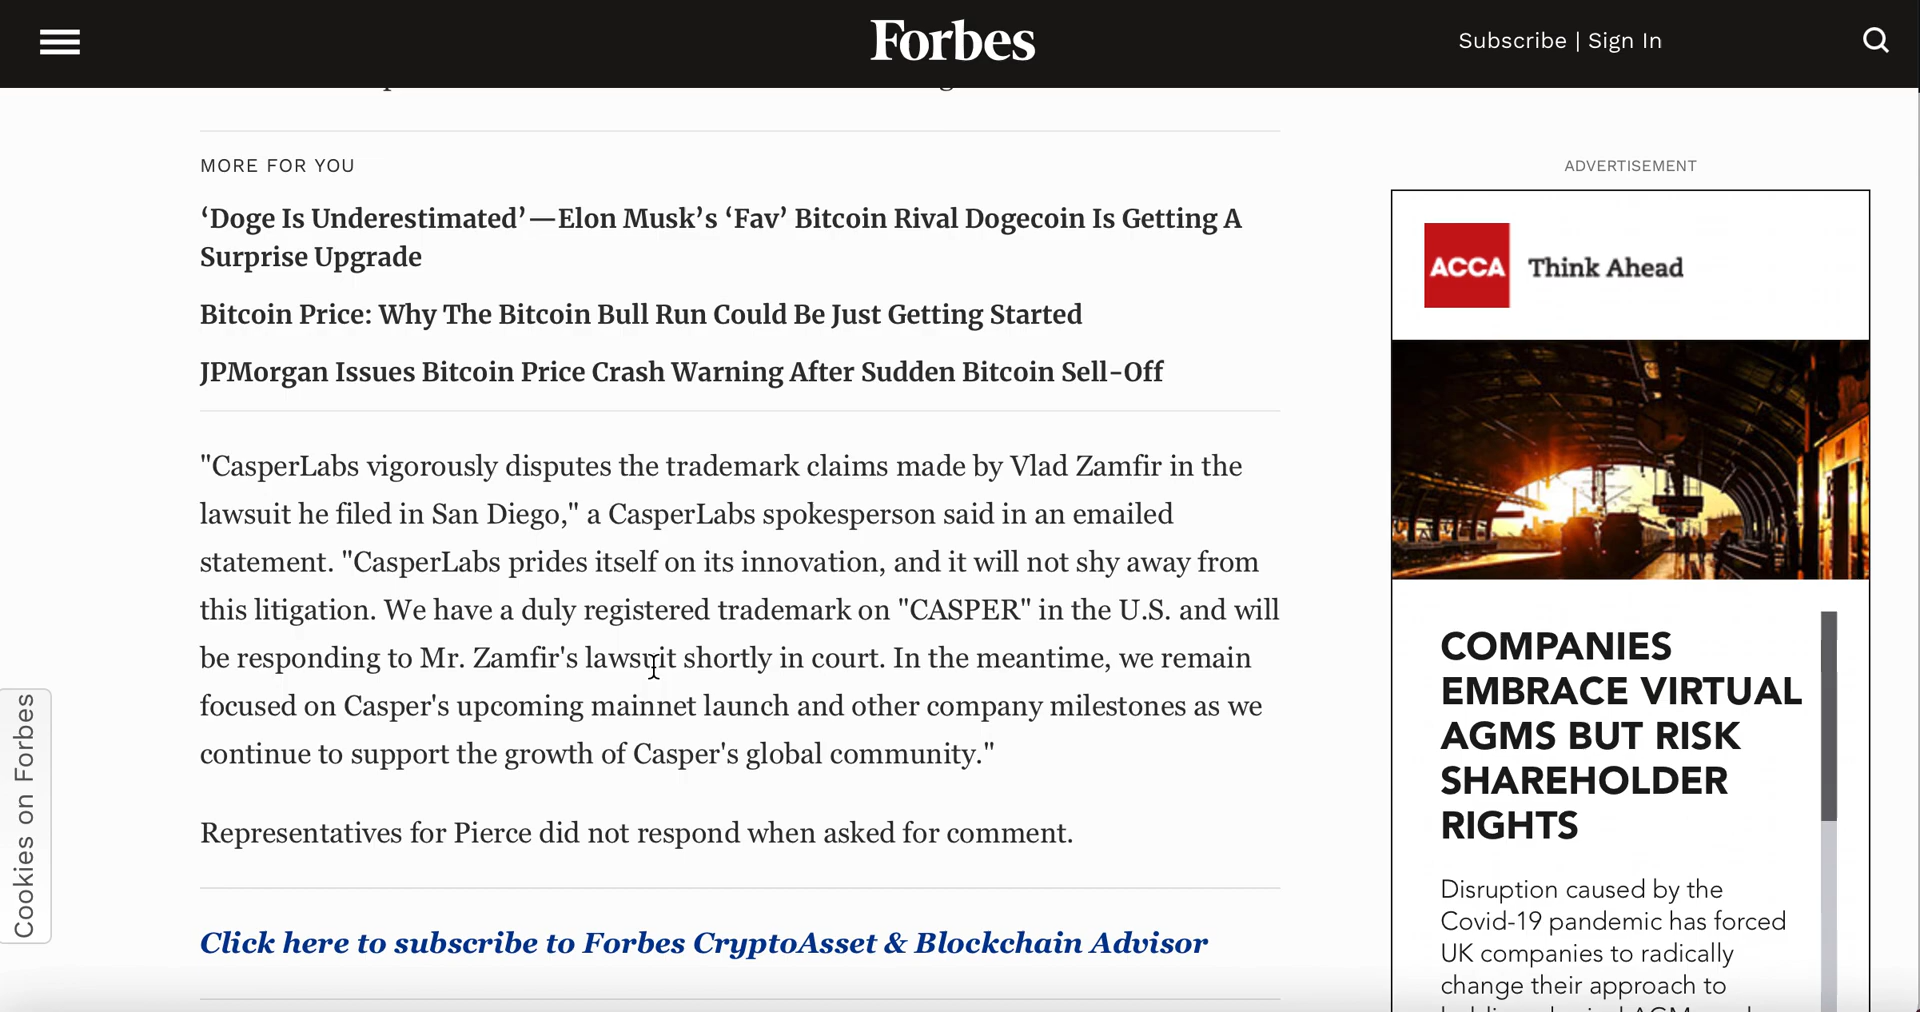 Forbes
Subscribe | Sign In
MORE FOR YOU
‘Doge Is Underestimated’—Elon Musk’s ‘Fav’ Bitcoin Rival Dogecoin Is Getting A
Surprise Upgrade
Bitcoin Price: Why The Bitcoin Bull Run Could Be Just Getting Started
JPMorgan Issues Bitcoin Price Crash Warning After Sudden Bitcoin Sell-Off
"CasperLabs vigorously disputes the trademark claims made by Vlad Zamfir in the
lawsuit he filed in San Diego," a CasperLabs spokesperson said in an emailed
statement. "CasperLabs prides itself on its innovation, and it will not shy away from
this litigation. We have a duly registered trademark on "CASPER" in the U.S. and will
be responding to Mr. Zamfir's lawsuit shortly in court. In the meantime, we remain
focused on Casper's upcoming mainnet launch and other company milestones as we
continue to support the growth of Casper's global community."
Representatives for Pierce did not respond when asked for comment.
Click here to subscribe to Forbes CryptoAsset & Blockchain Advisor
Cookies on Forbes
ADVERTISEMENT
ACCA Think Ahead
COMPANIES
EMBRACE VIRTUAL
AGMS BUT RISK
SHAREHOLDER
RIGHTS
Disruption caused by the
Covid-19 pandemic has forced
UK companies to radically
change their approach to